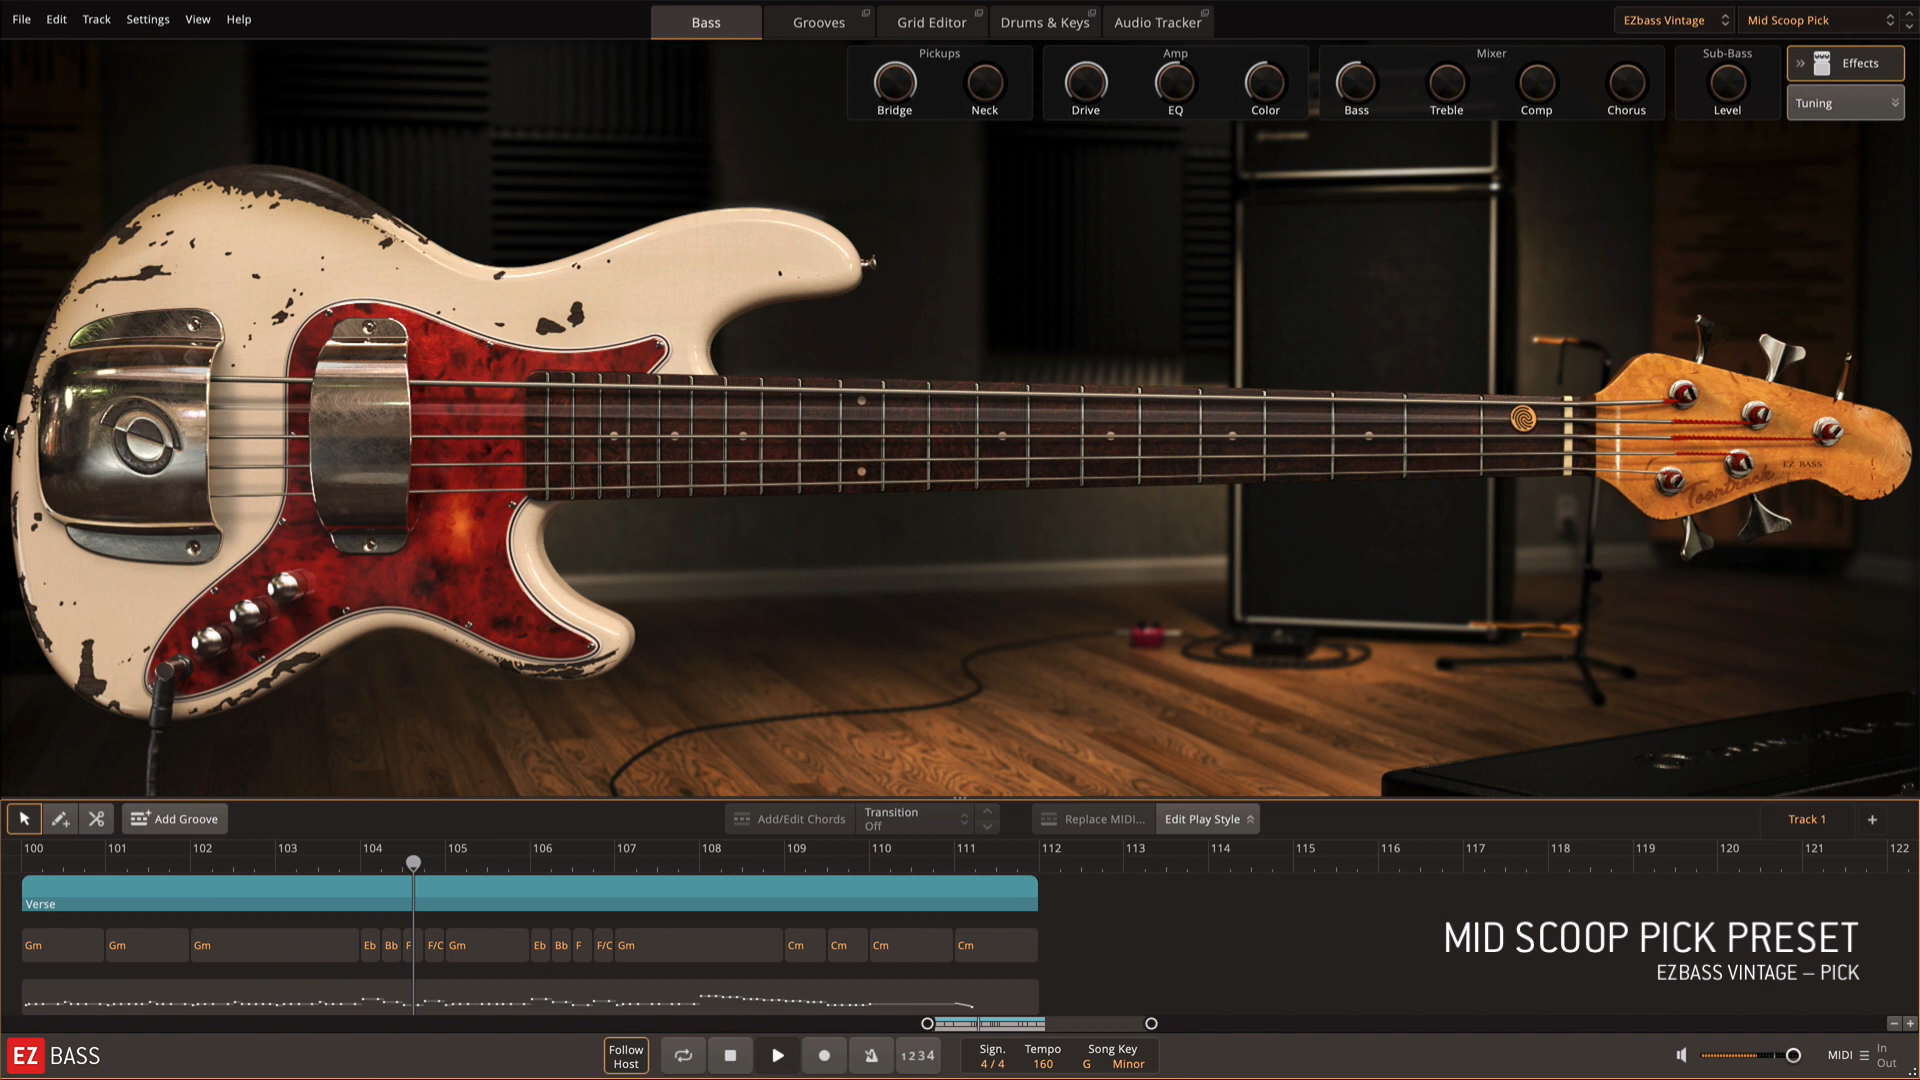 File Edit Track Settings View Help
Bass Grooves Grid Editor Drums & Keys Audio Tracker
EZbass Vintage Mid Scoop Pick
Pickups Amp Mixer Sub-Bass
Effects
Bridge Neck Drive EQ Color Bass Treble Comp Chorus Level
Tuning
EZ BASS
Toontrack
Add Groove Add/Edit Chords Transition Off Replace MIDI... Edit Play Style Track 1
100 101 102 103 104 105 106 107 108 109 110 111 112 113 114 115 116 117 118 119 120 121 122
Verse
Gm Gm Gm Eb Bb F F/C Gm Eb Bb F F/C Gm Cm Cm Cm Cm
MID SCOOP PICK PRESET
EZBASS VINTAGE – PICK
EZ BASS
Follow Host
1234
Sign. Tempo Song Key
4 / 4 160 G Minor
MIDI In Out